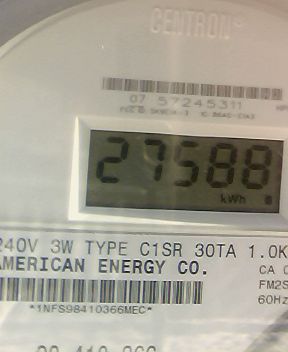 CENTRON®
07 57245311
27588
kWh
240V 3W TYPE C1SR 30TA 1.0K
AMERICAN ENERGY CO.
CA 0
FM2S
60Hz
*1NFS98410366MEC*